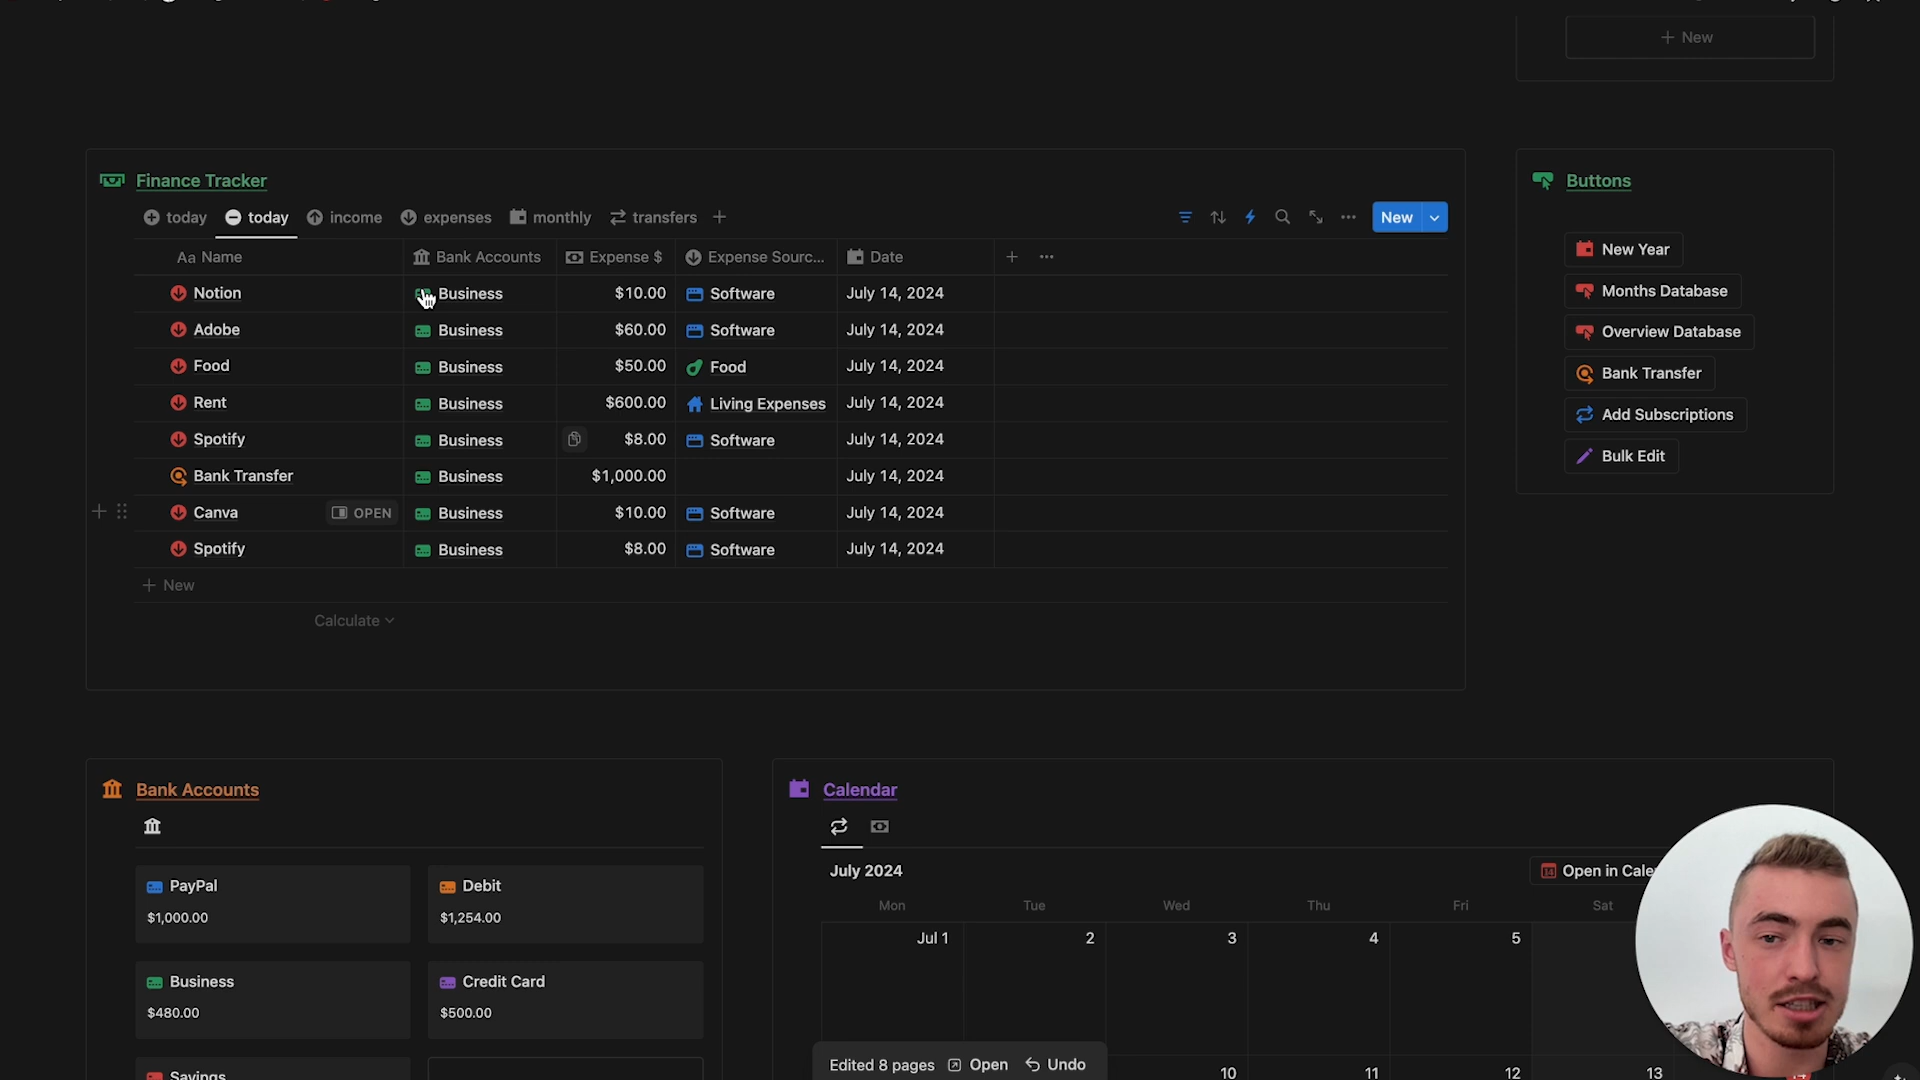 + New
Finance Tracker
Buttons
today today income expenses monthly transfers +
New
Aa Name Bank Accounts Expense $ Expense Sourc... Date + ...
Notion Business $10.00 Software July 14, 2024
Adobe Business $60.00 Software July 14, 2024
Food Business $50.00 Food July 14, 2024
Rent Business $600.00 Living Expenses July 14, 2024
Spotify Business $8.00 Software July 14, 2024
Bank Transfer Business $1,000.00 July 14, 2024
+ Canva OPEN Business $10.00 Software July 14, 2024
Spotify Business $8.00 Software July 14, 2024
+ New
Calculate
New Year
Months Database
Overview Database
Bank Transfer
Add Subscriptions
Bulk Edit
Bank Accounts
PayPal
$1,000.00
Debit
$1,254.00
Business
$480.00
Credit Card
$500.00
Savings
Calendar
July 2024
14 Open in Cale
Mon Tue Wed Thu Fri Sat
Jul 1 2 3 4 5
10 11 12 13 14
Edited 8 pages Open Undo